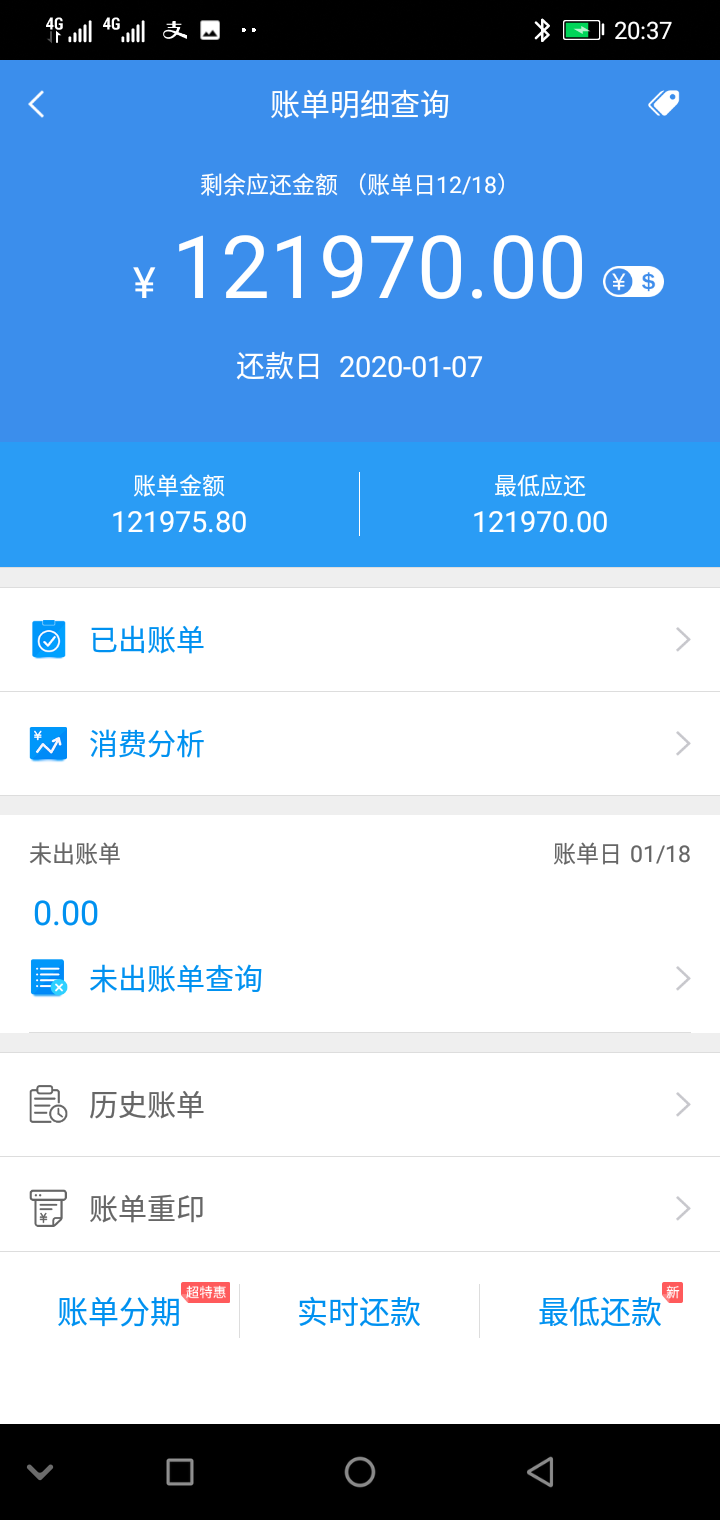 4G 4G 支 20:37
账单明细查询
剩余应还金额 （账单日12/18）
¥ 121970.00 ¥ $
还款日 2020-01-07
账单金额 最低应还
121975.80 121970.00
已出账单
¥ 消费分析
未出账单 账单日 01/18
0.00
未出账单查询
历史账单
¥ 账单重印
账单分期 超特惠 实时还款 最低还款 新